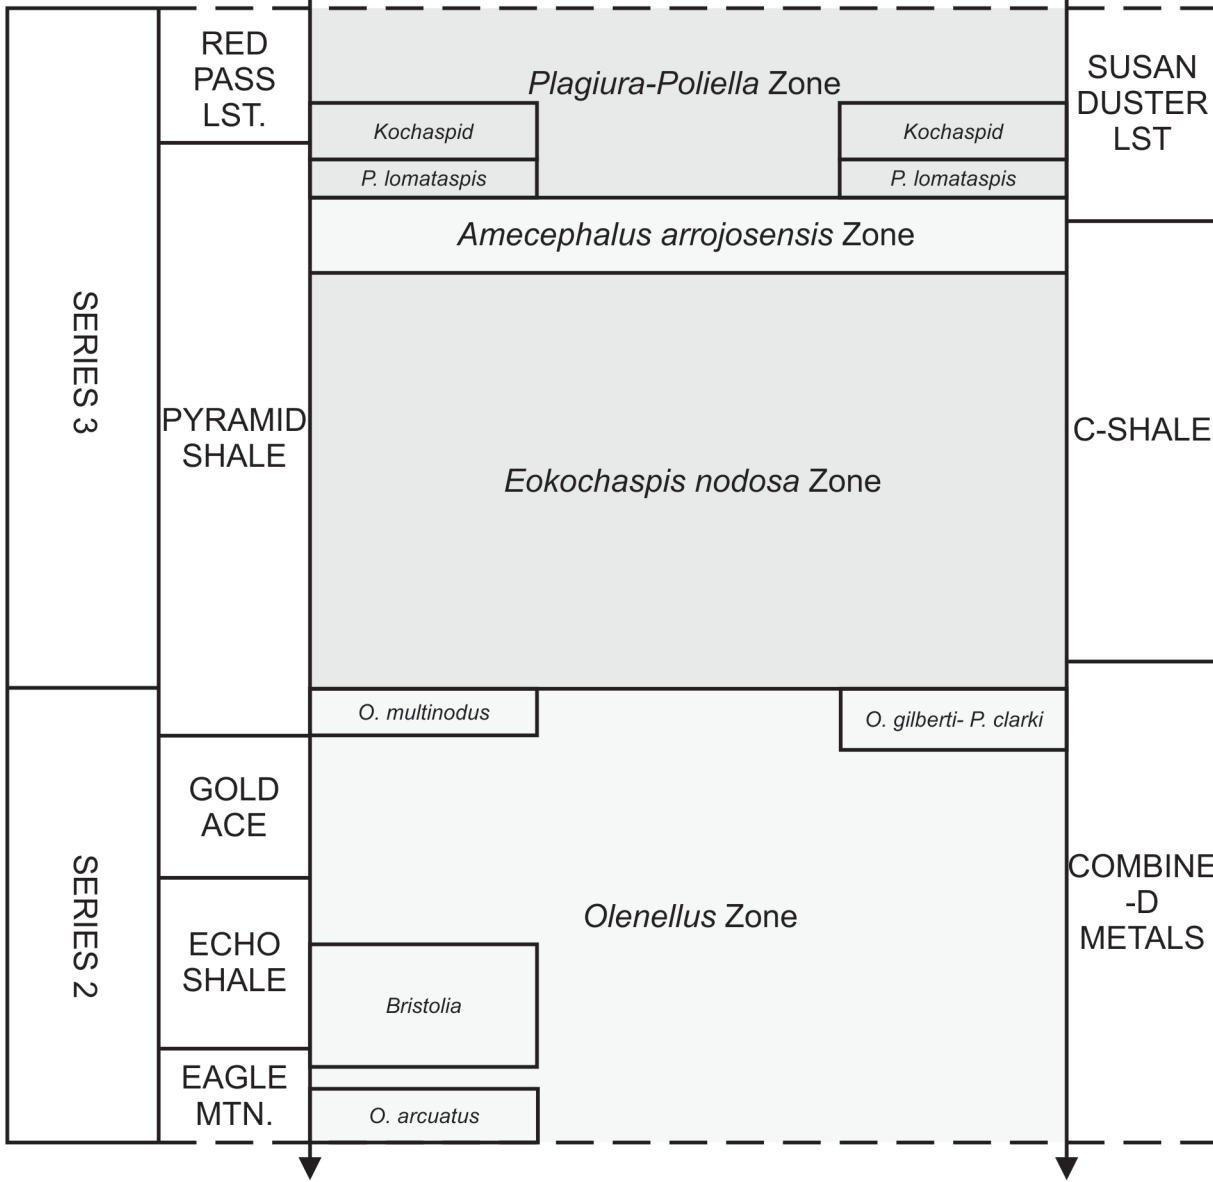 RED
PASS
LST.
Plagiura-Poliella Zone
SUSAN
DUSTER
LST
Kochaspid
Kochaspid
P. lomataspis
P. lomataspis
Amecephalus arrojosensis Zone
SERIES 3
PYRAMID
SHALE
Eokochaspis nodosa Zone
C-SHALE
O. multinodus
O. gilberti- P. clarki
GOLD
ACE
SERIES 2
ECHO
SHALE
Olenellus Zone
COMBINE
-D
METALS
Bristolia
EAGLE
MTN.
O. arcuatus